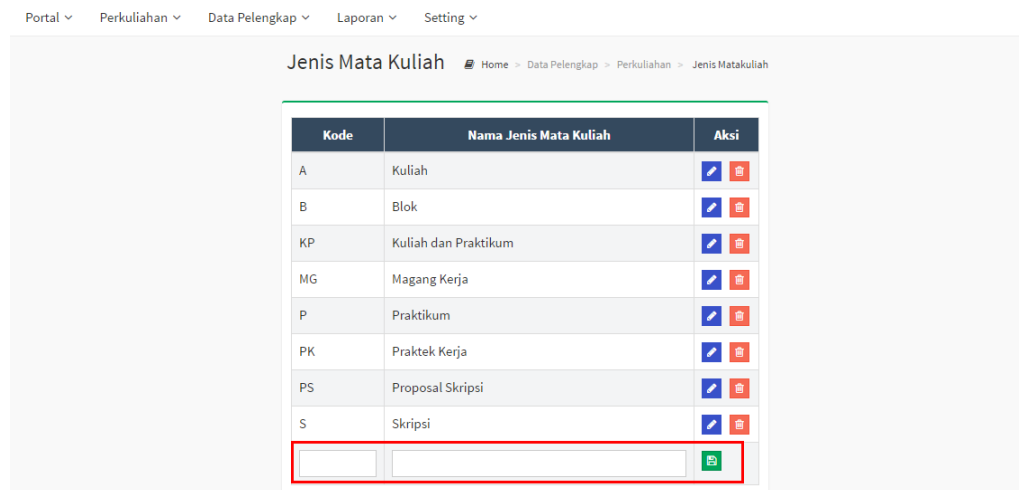 Portal Perkuliahan Data Pelengkap Laporan Setting
Jenis Mata Kuliah Home > Data Pelengkap > Perkuliahan > Jenis Matakuliah
Kode Nama Jenis Mata Kuliah Aksi
A Kuliah
B Blok
KP Kuliah dan Praktikum
MG Magang Kerja
P Praktikum
PK Praktek Kerja
PS Proposal Skripsi
S Skripsi